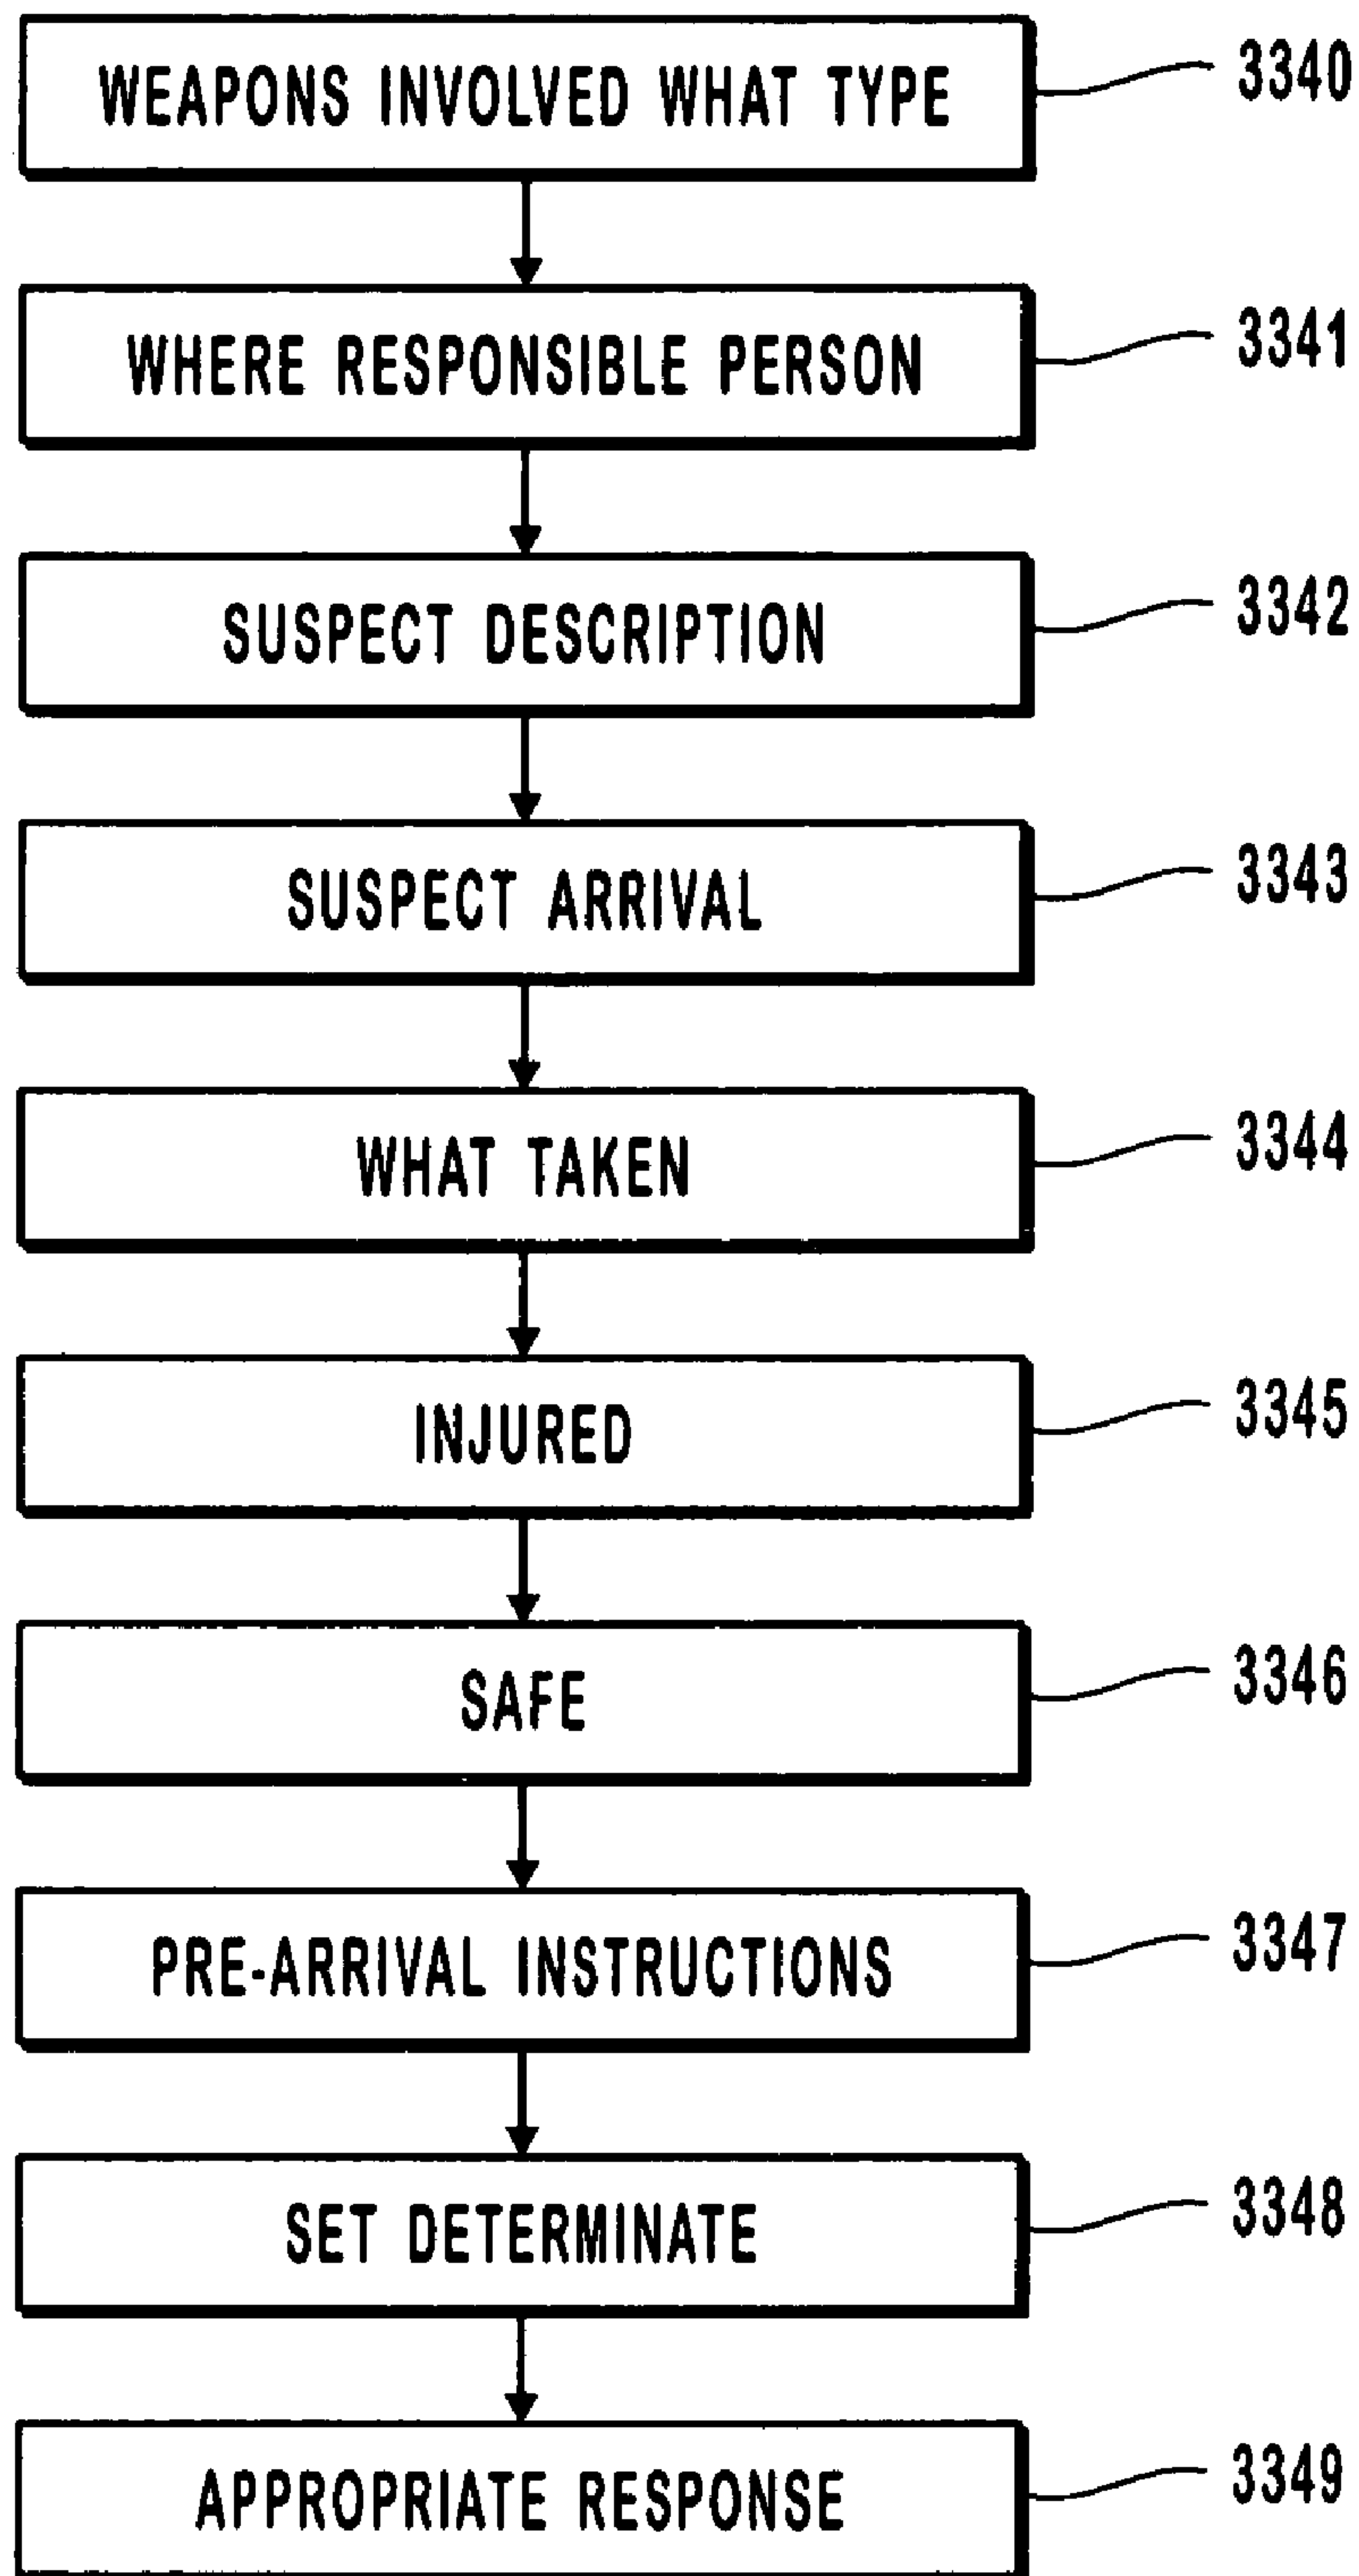 WEAPONS INVOLVED WHAT TYPE 3340
WHERE RESPONSIBLE PERSON 3341
SUSPECT DESCRIPTION 3342
SUSPECT ARRIVAL 3343
WHAT TAKEN 3344
INJURED 3345
SAFE 3346
PRE-ARRIVAL INSTRUCTIONS 3347
SET DETERMINATE 3348
APPROPRIATE RESPONSE 3349